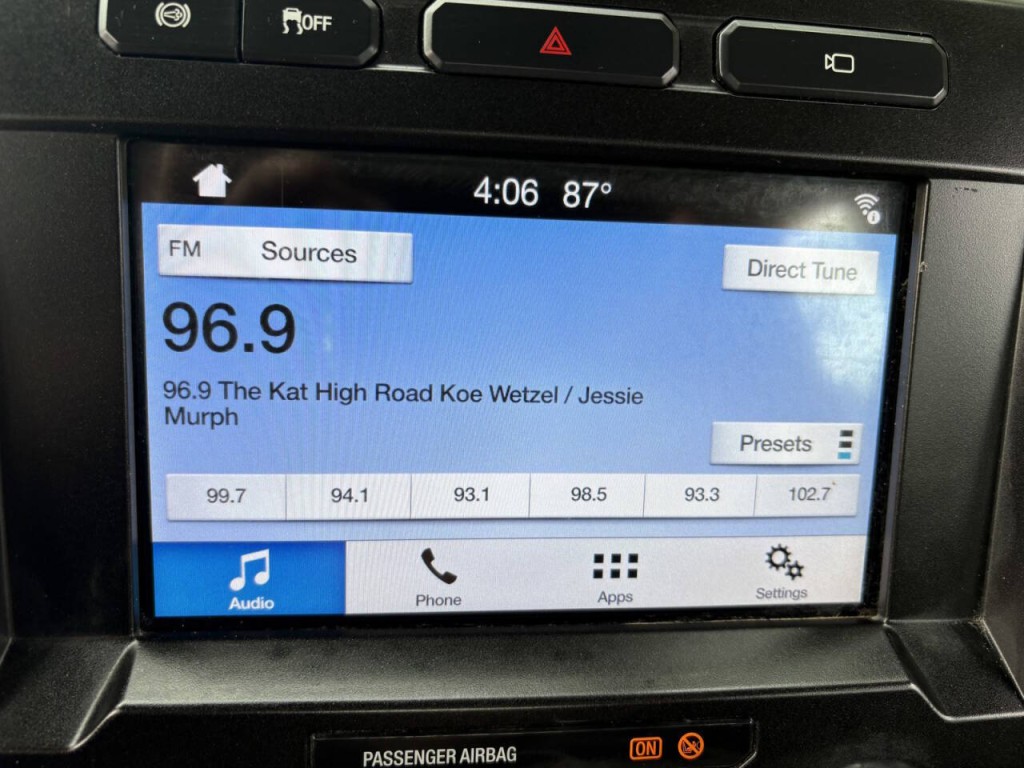 OFF
4:06 87°
FM Sources
Direct Tune
96.9
96.9 The Kat High Road Koe Wetzel / Jessie
Murph
Presets
99.7 94.1 93.1 98.5 93.3 102.7
Audio Phone Apps Settings
PASSENGER AIRBAG ON